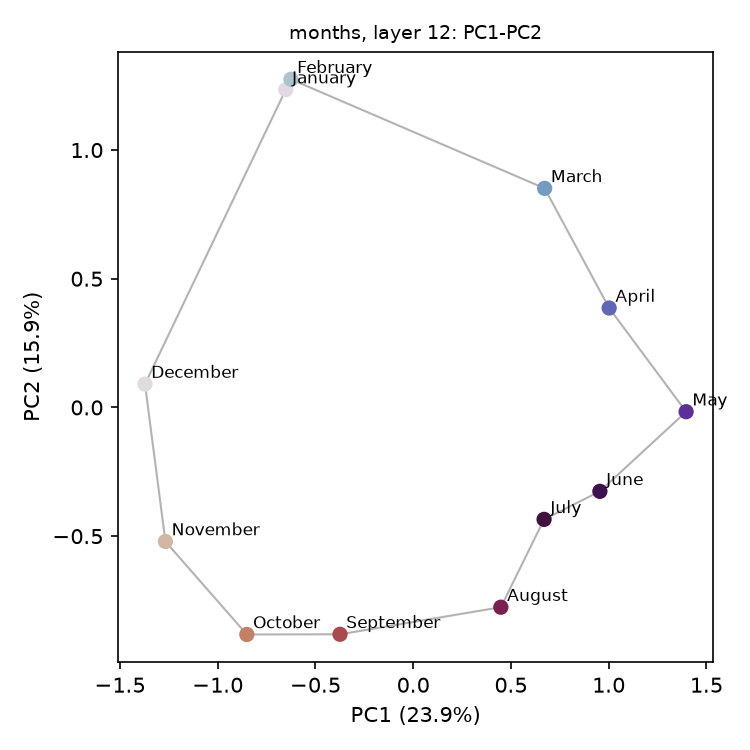 months, layer 12: PC1-PC2
February
January
1.0
March
0.5
April
PC2 (15.9%)
December
0.0
May
June
July
−0.5
November
August
October
September
−1.5
−1.0
−0.5
0.0
0.5
1.0
1.5
PC1 (23.9%)